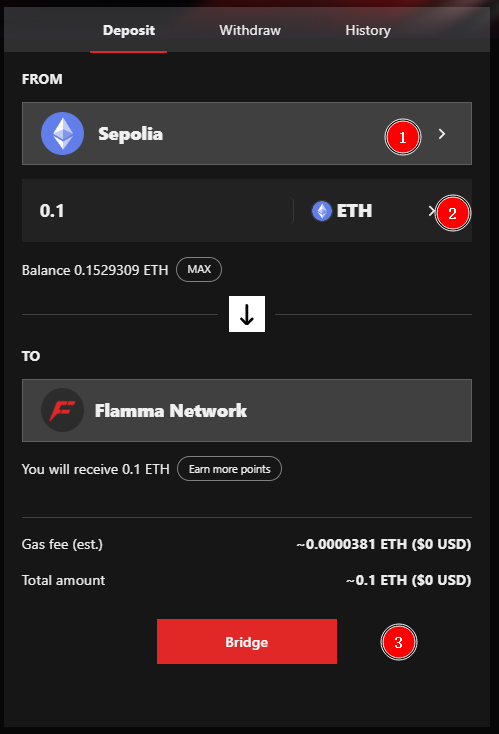 Deposit Withdraw History
FROM
Sepolia 1
0.1 ETH 2
Balance 0.1529309 ETH MAX
TO
Flamma Network
You will receive 0.1 ETH Earn more points
Gas fee (est.) ~0.0000381 ETH ($0 USD)
Total amount ~0.1 ETH ($0 USD)
Bridge 3